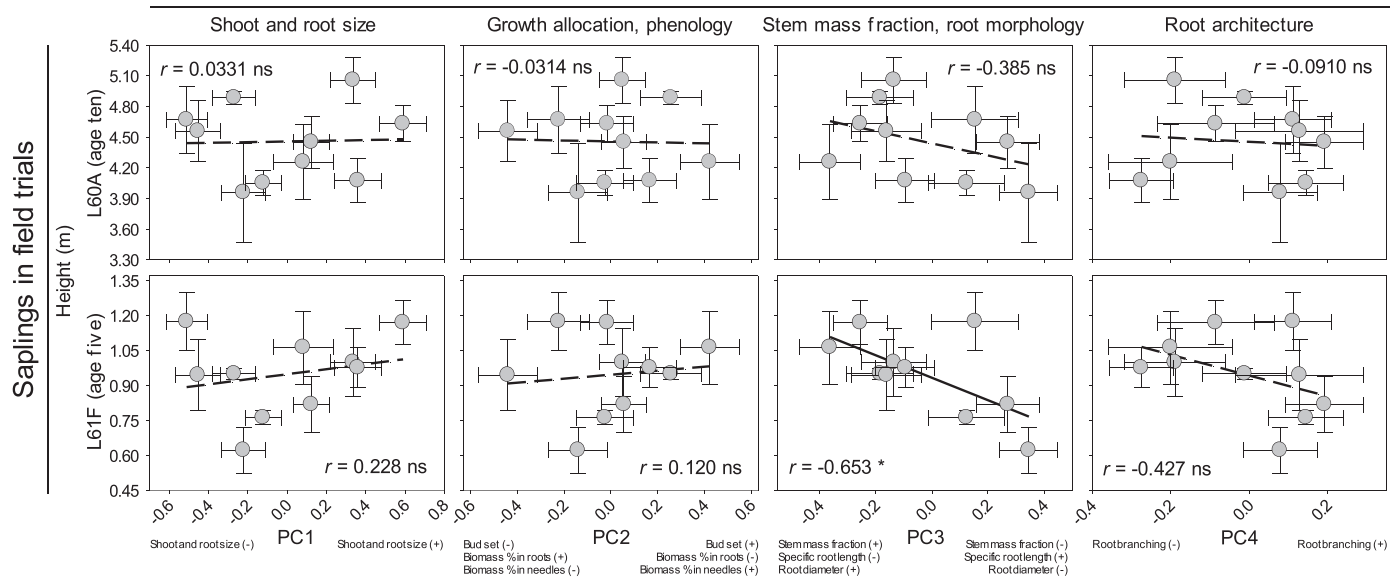 Shoot and root size
Growth allocation, phenology
Stem mass fraction, root morphology
Root architecture
Saplings in field trials
Height (m)
L60A (age ten)
5.40
5.10
4.80
4.50
4.20
3.90
3.60
3.30
r = 0.0331 ns
r = -0.0314 ns
r = -0.385 ns
r = -0.0910 ns
L61F (age five)
1.35
1.20
1.05
0.90
0.75
0.60
0.45
r = 0.228 ns
r = 0.120 ns
r = -0.653 *
r = -0.427 ns
-0.6 -0.4 -0.2 0.0 0.2 0.4 0.6 0.8
-0.6 -0.4 -0.2 0.0 0.2 0.4 0.6
-0.4 -0.2 0.0 0.2 0.4
-0.4 -0.2 0.0 0.2
PC1
PC2
PC3
PC4
Shoot and root size (-)
Shoot and root size (+)
Bud set (-)
Biomass % in roots (+)
Biomass % in needles (-)
Bud set (+)
Biomass % in roots (-)
Biomass % in needles (+)
Stem mass fraction (+)
Specific root length (-)
Root diameter (+)
Stem mass fraction (-)
Specific root length (+)
Root diameter (-)
Root branching (-)
Root branching (+)